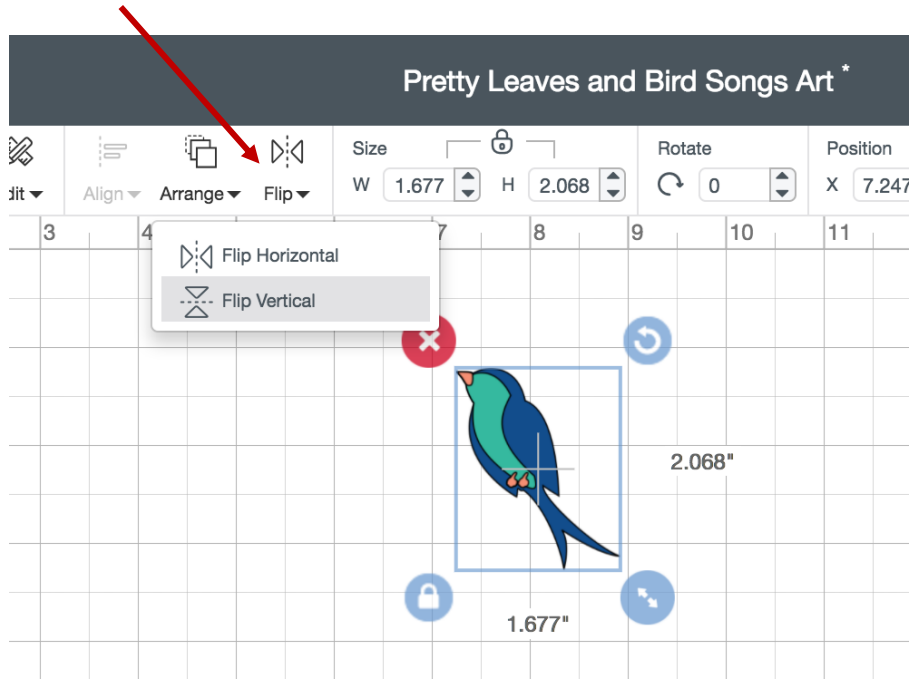 Pretty Leaves and Bird Songs Art *
Size
Rotate
Position
dit
Align
Arrange
Flip
W 1.677
H 2.068
0
X 7.247
3
4
7
8
9
10
11
Flip Horizontal
Flip Vertical
2.068"
1.677"